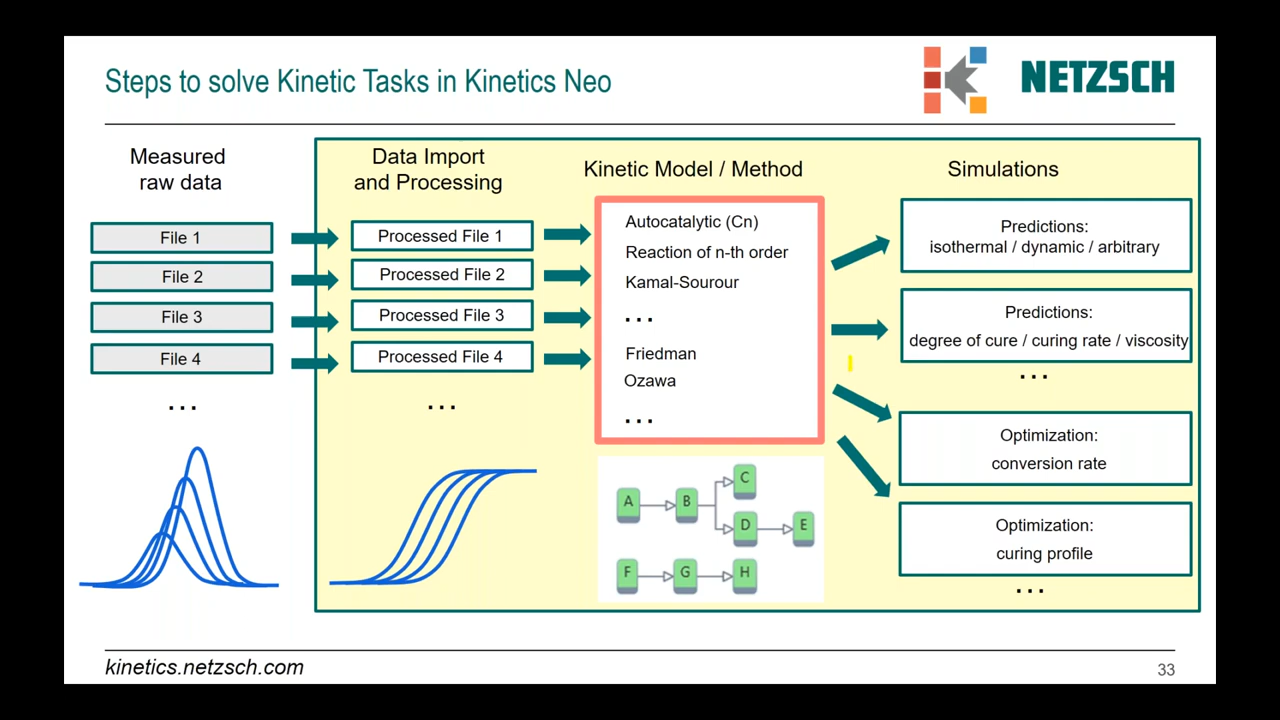 Steps to solve Kinetic Tasks in Kinetics Neo
NETZSCH
Measured
raw data
File 1
File 2
File 3
File 4
...
Data Import
and Processing
Processed File 1
Processed File 2
Processed File 3
Processed File 4
...
Kinetic Model / Method
Autocatalytic (Cn)
Reaction of n-th order
Kamal-Sourour
...
Friedman
Ozawa
...
A
B
C
D
E
F
G
H
Simulations
Predictions:
isothermal / dynamic / arbitrary
Predictions:
degree of cure / curing rate / viscosity
...
Optimization:
conversion rate
Optimization:
curing profile
...
kinetics.netzsch.com
33